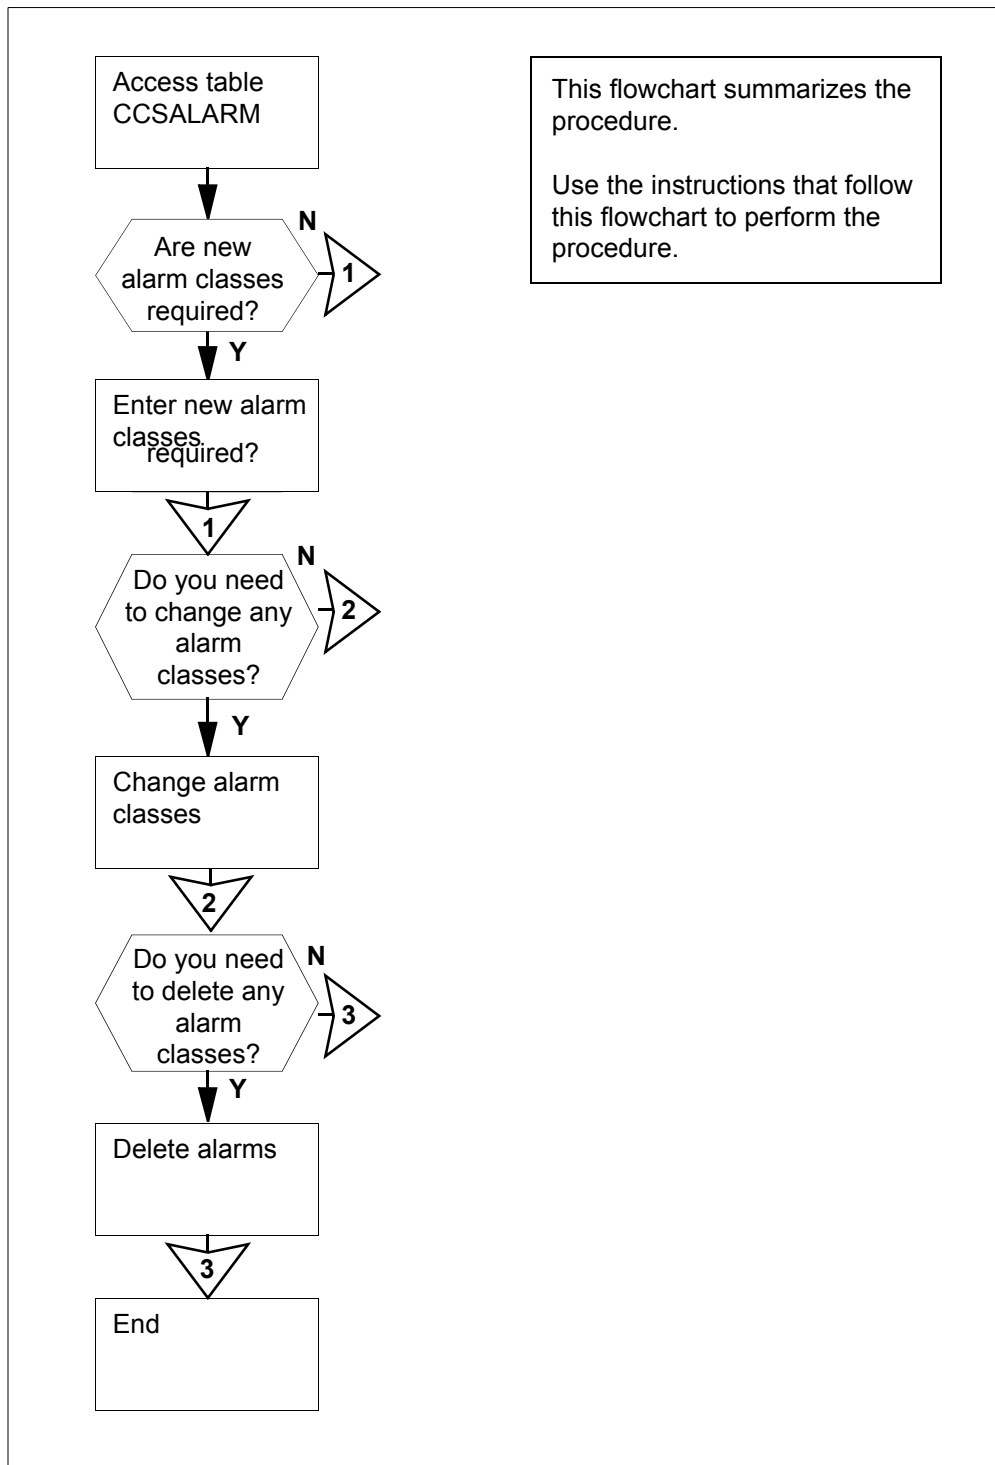 Access table
CCSALARM
This flowchart summarizes the
procedure.
Use the instructions that follow
this flowchart to perform the
procedure.
N
Are new
alarm classes
required?
1
Y
Enter new alarm
classes
required?
1
N
Do you need
to change any
alarm
classes?
2
Y
Change alarm
classes
2
N
Do you need
to delete any
alarm
classes?
3
Y
Delete alarms
3
End